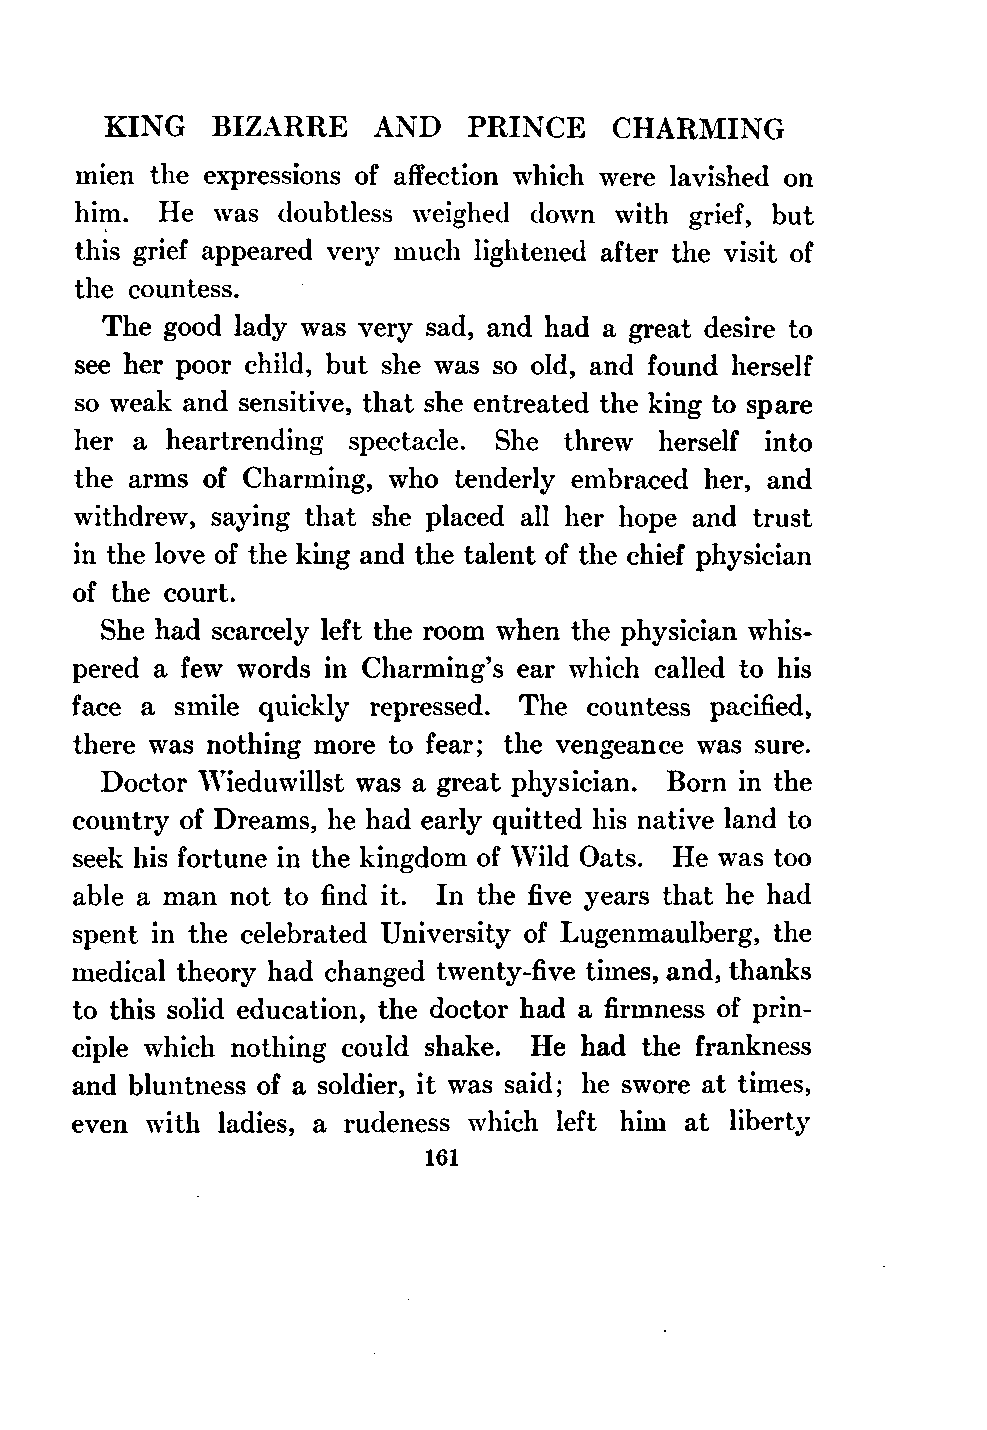 KING BIZARRE AND PRINCE CHARMING
mien the expressions of affection which were lavished on
him. He was doubtless weighed down with grief, but
this grief appeared very much lightened after the visit of
the countess.
The good lady was very sad, and had a great desire to
see her poor child, but she was so old, and found herself
so weak and sensitive, that she entreated the king to spare
her a heartrending spectacle. She threw herself into
the arms of Charming, who tenderly embraced her, and
withdrew, saying that she placed all her hope and trust
in the love of the king and the talent of the chief physician
of the court.
She had scarcely left the room when the physician whis-
pered a few words in Charming's ear which called to his
face a smile quickly repressed. The countess pacified,
there was nothing more to fear; the vengeance was sure.
Doctor Wieduwillst was a great physician. Born in the
country of Dreams, he had early quitted his native land to
seek his fortune in the kingdom of Wild Oats. He was too
able a man not to find it. In the five years that he had
spent in the celebrated University of Lugenmaulberg, the
medical theory had changed twenty-five times, and, thanks
to this solid education, the doctor had a firmness of prin-
ciple which nothing could shake. He had the frankness
and bluntness of a soldier, it was said; he swore at times,
even with ladies, a rudeness which left him at liberty
161